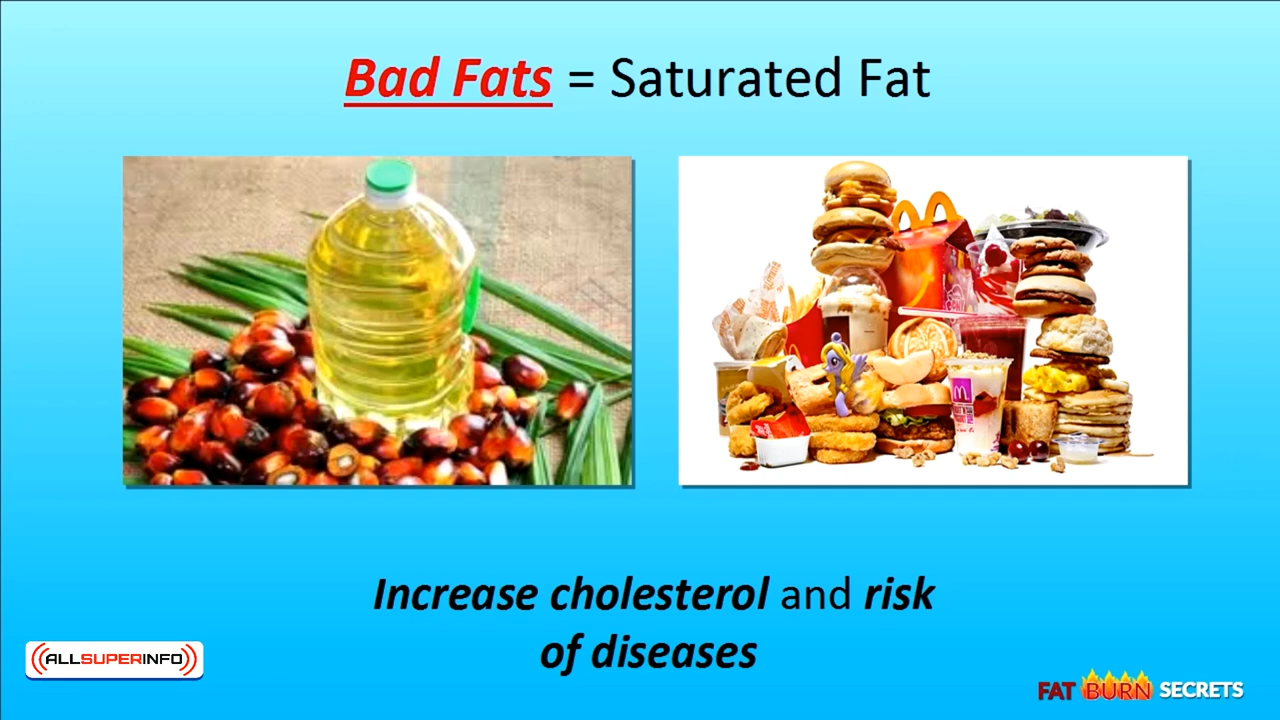 Bad Fats = Saturated Fat
Increase cholesterol and risk
of diseases
((ALLSUPERINFO))
FAT BURN SECRETS